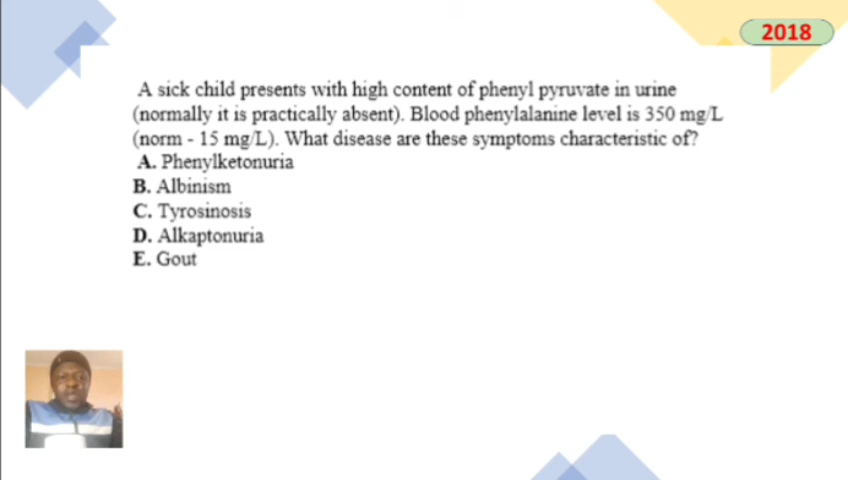 2018
A sick child presents with high content of phenyl pyruvate in urine
(normally it is practically absent). Blood phenylalanine level is 350 mg/L
(norm - 15 mg/L). What disease are these symptoms characteristic of?
A. Phenylketonuria
B. Albinism
C. Tyrosinosis
D. Alkaptonuria
E. Gout